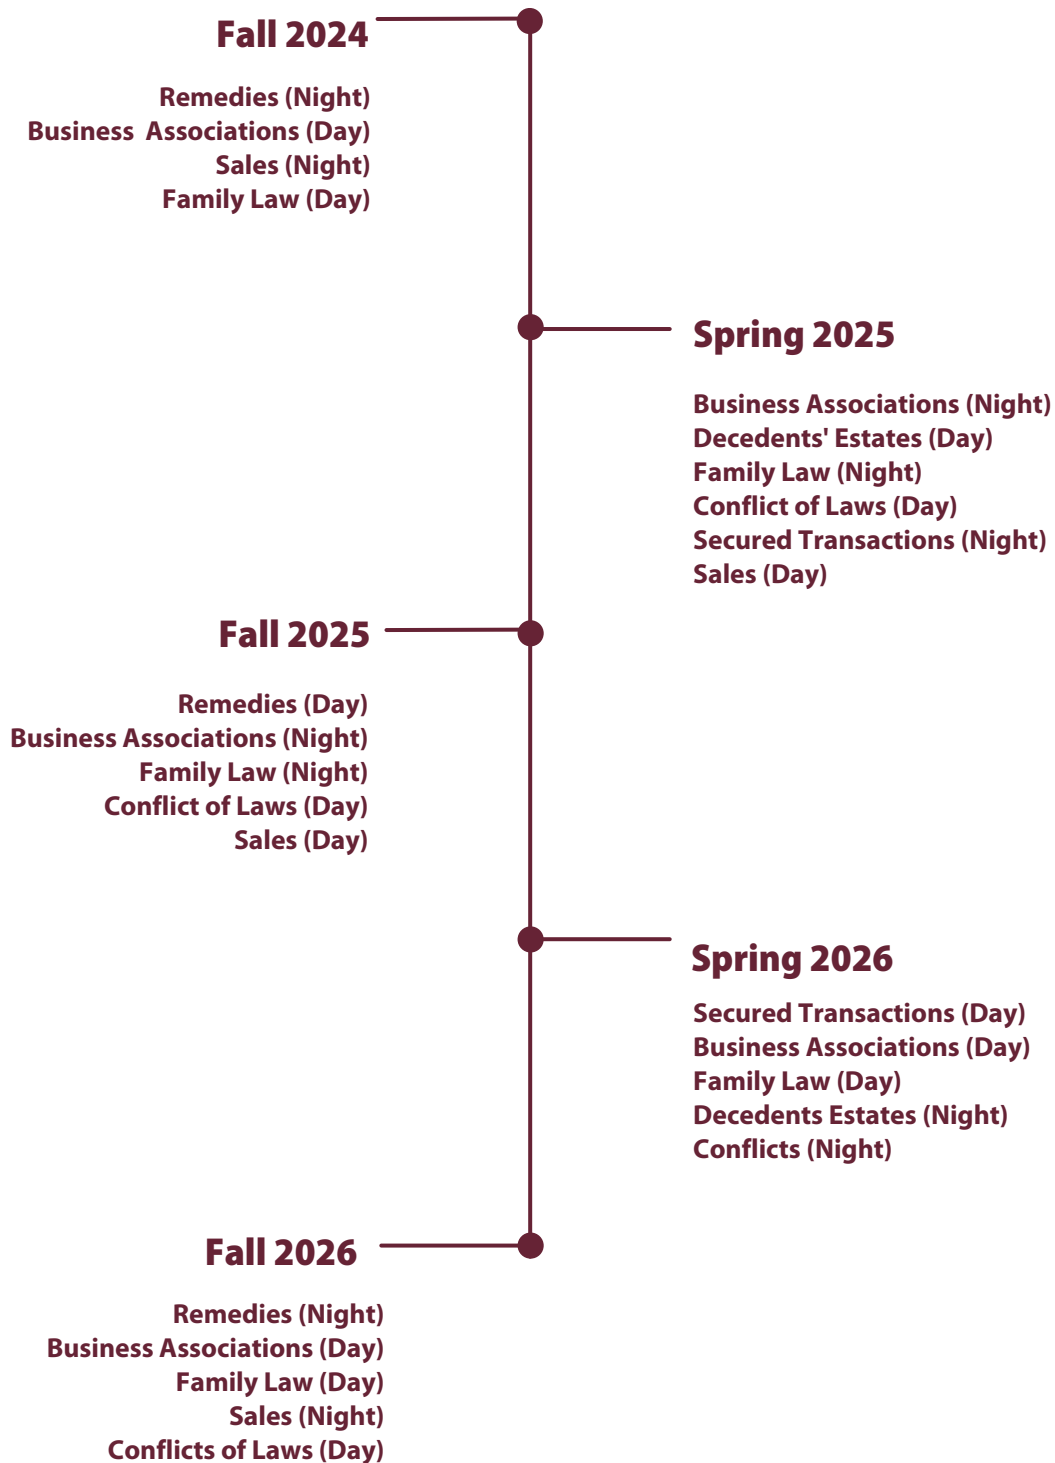 Fall 2024
Remedies (Night)
Business  Associations (Day)
Sales (Night)
Family Law (Day)
Spring 2025
Business Associations (Night)
Decedents' Estates (Day)
Family Law (Night)
Conflict of Laws (Day)
Secured Transactions (Night)
Sales (Day)
Fall 2025
Remedies (Day)
Business Associations (Night)
Family Law (Night)
Conflict of Laws (Day)
Sales (Day)
Spring 2026
Secured Transactions (Day)
Business Associations (Day)
Family Law (Day)
Decedents Estates (Night)
Conflicts (Night)
Fall 2026
Remedies (Night)
Business Associations (Day)
Family Law (Day)
Sales (Night)
Conflicts of Laws (Day)